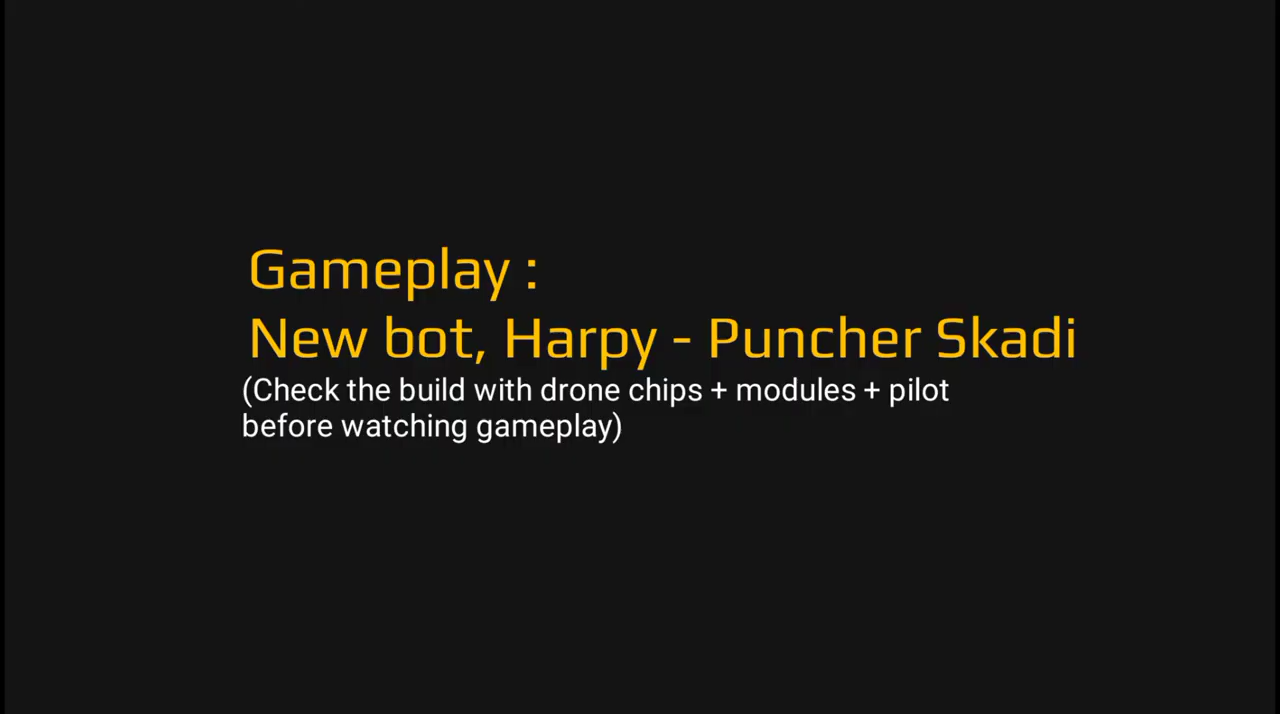 Gameplay :
New bot, Harpy - Puncher Skadi
(Check the build with drone chips + modules + pilot
before watching gameplay)